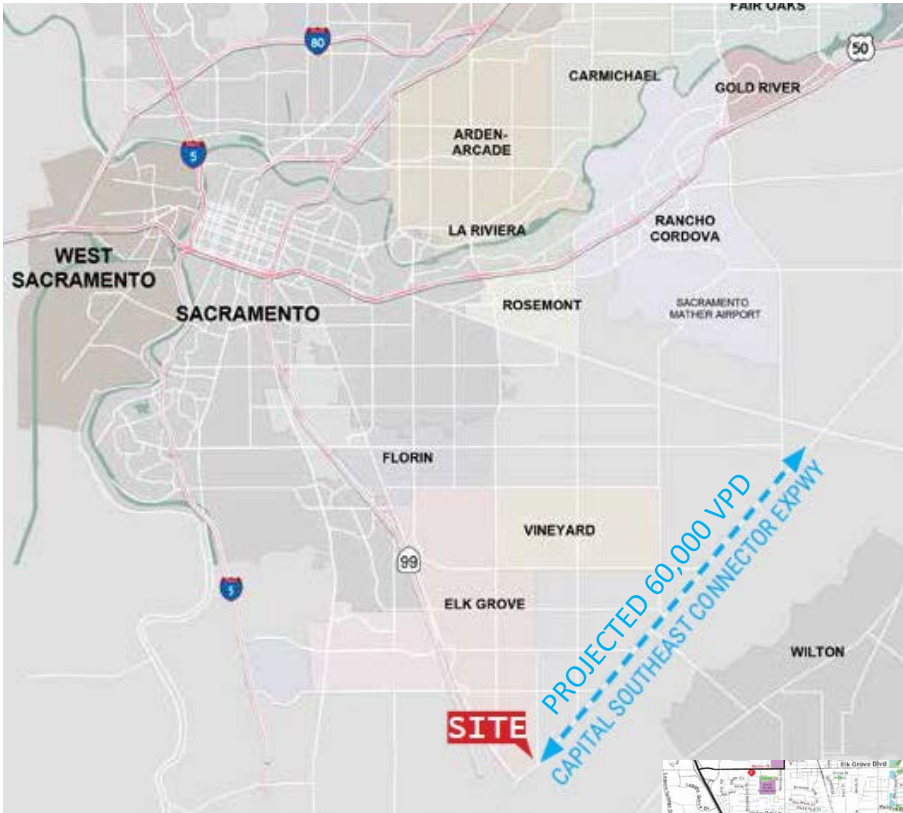 FAIR OAKS
80
50
CARMICHAEL
GOLD RIVER
ARDEN-
ARCADE
5
LA RIVIERA
RANCHO
CORDOVA
WEST
SACRAMENTO
SACRAMENTO
ROSEMONT
SACRAMENTO
MATHER AIRPORT
FLORIN
PROJECTED 60,000 VPD
CAPITAL SOUTHEAST CONNECTOR EXPWY
VINEYARD
99
5
ELK GROVE
WILTON
SITE
Elk Grove Blvd